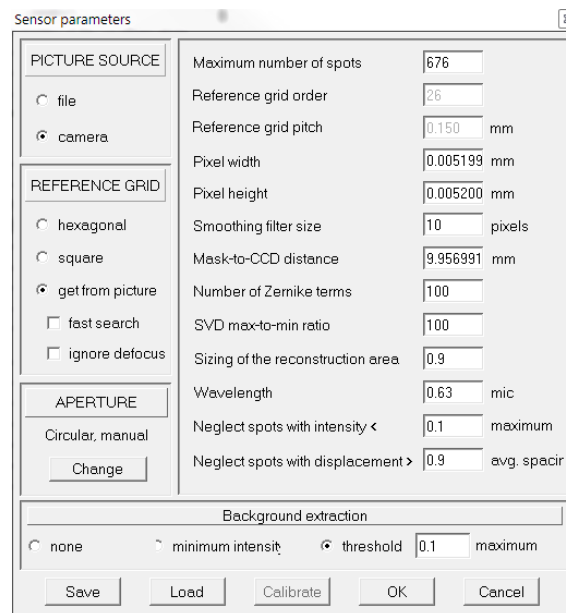 Sensor parameters
PICTURE SOURCE
file
camera
REFERENCE GRID
hexagonal
square
get from picture
fast search
ignore defocus
APERTURE
Circular, manual
Change
Maximum number of spots 676
Reference grid order 26
Reference grid pitch 0.150 mm
Pixel width 0.005199 mm
Pixel height 0.005200 mm
Smoothing filter size 10 pixels
Mask-to-CCD distance 9.956991 mm
Number of Zernike terms 100
SVD max-to-min ratio 100
Sizing of the reconstruction area 0.9
Wavelength 0.63 mic
Neglect spots with intensity < 0.1 maximum
Neglect spots with displacement > 0.9 avg. spacir
Background extraction
none minimum intensity threshold 0.1 maximum
Save Load Calibrate OK Cancel